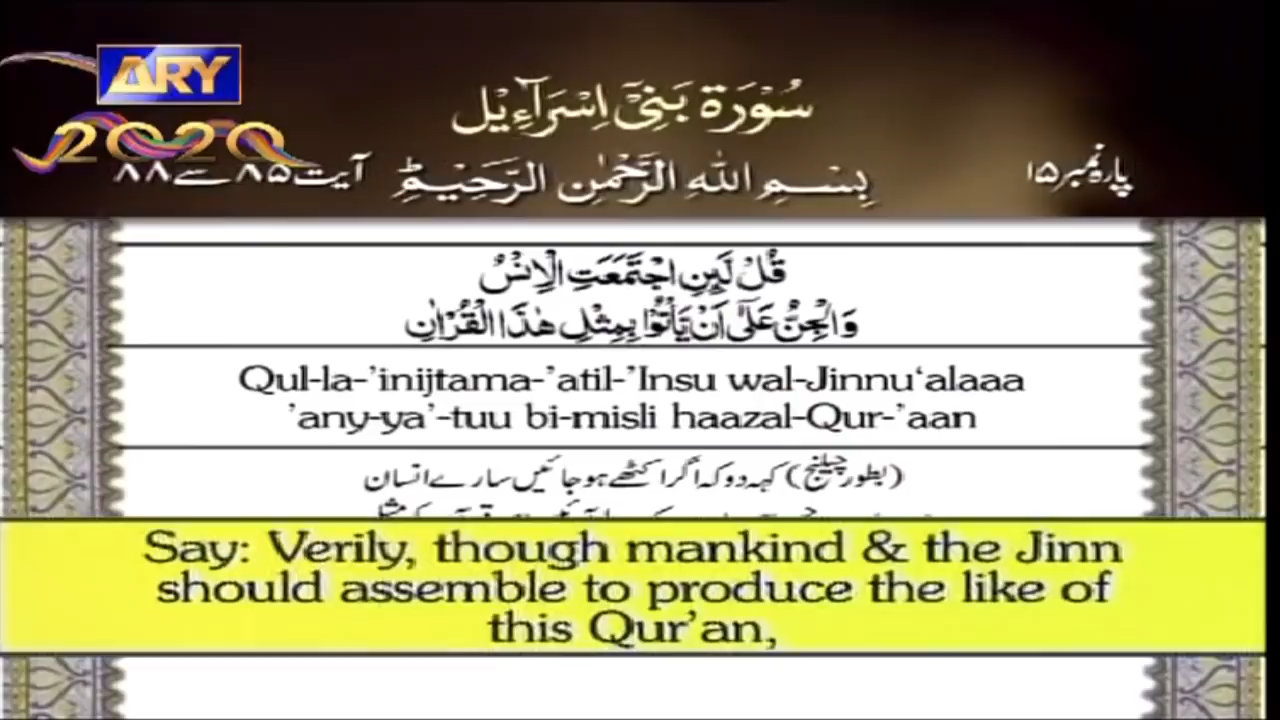 ARY
2020
سُوْرَۃ بَنِیْۤ اِسْرَآءِیْل
آیت ۸۵ سے ۸۸
بِسْمِ اللهِ الرَّحْمٰنِ الرَّحِیْمِ
پارہ نمبر ۱۵
قُلْ لَّىِٕنِ اجْتَمَعَتِ الْاِنْسُ
وَالْجِنُّ عَلٰۤى اَنْ يَّاْتُوْا بِمِثْلِ هٰذَا الْقُرْاٰنِ
Qul-la-’inijtama-’atil-’Insu wal-Jinnu‘alaaa
’any-ya’-tuu bi-misli haazal-Qur-’aan
(بطور چیلنج) کہہ دو کہ اگر اکٹھے ہو جائیں سارے انسان
Say: Verily, though mankind & the Jinn
should assemble to produce the like of
this Qur’an,